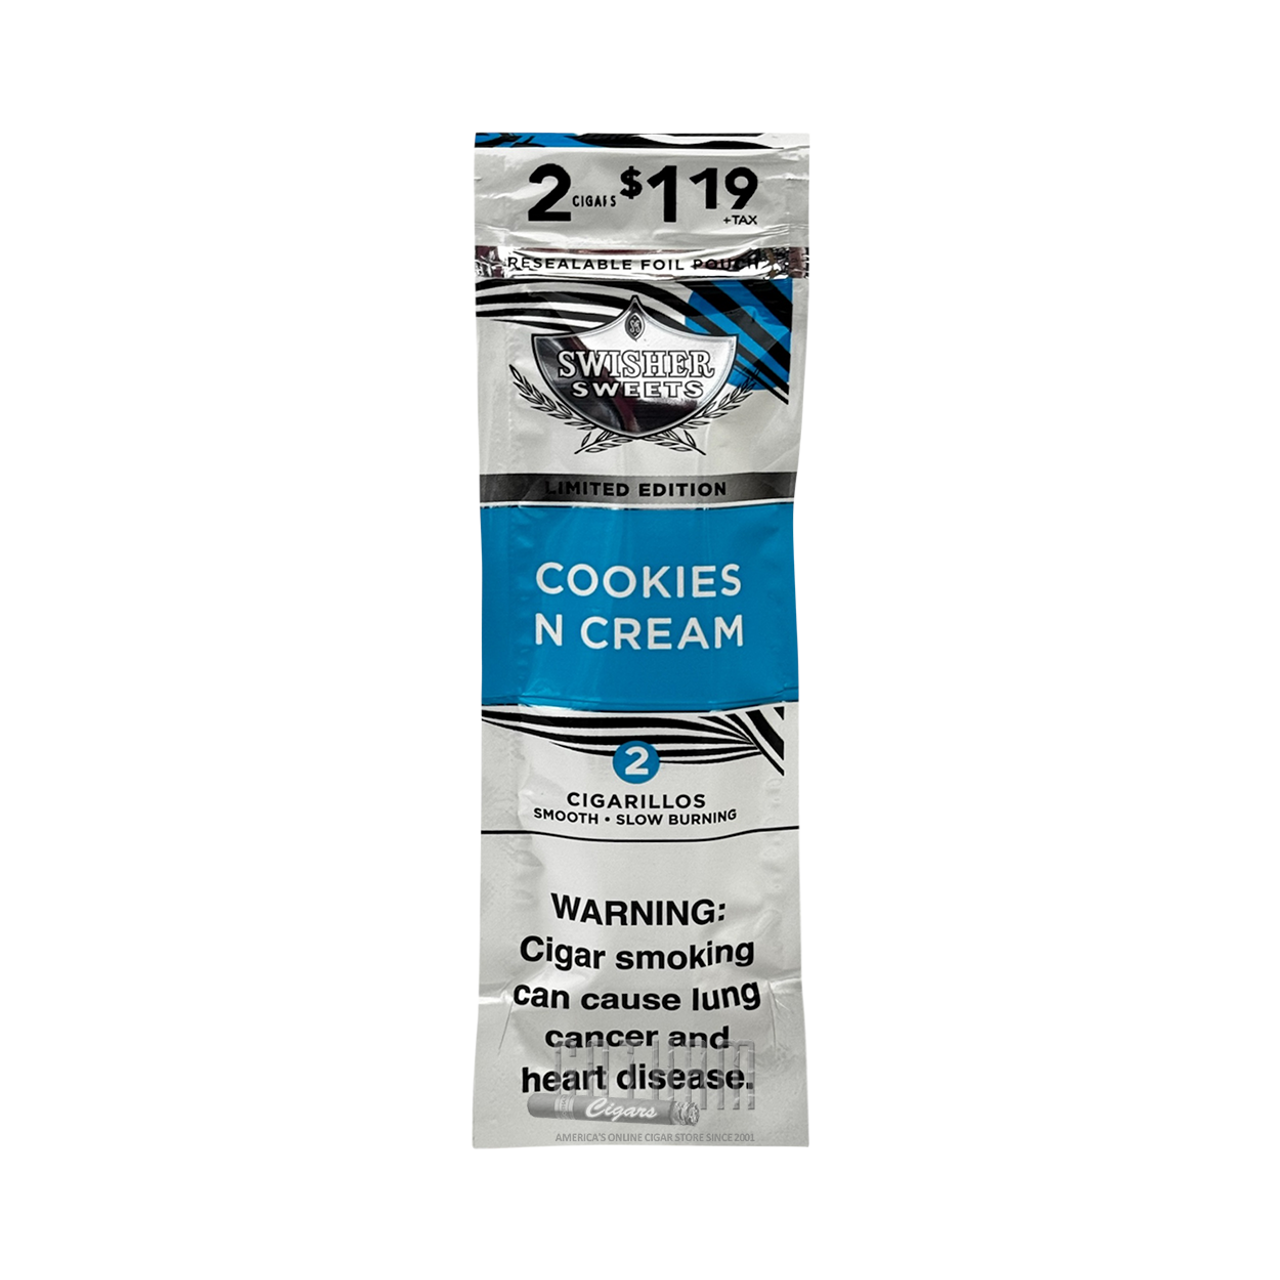 2 CIGARS $1.19
+TAX
RESEALABLE FOIL POUCH
SS
SWISHER
SWEETS
LIMITED EDITION
COOKIES
N CREAM
2
CIGARILLOS
SMOOTH • SLOW BURNING
WARNING:
Cigar smoking
can cause lung
cancer and
heart disease.
Cigars
AMERICA'S ONLINE CIGAR STORE SINCE 2001